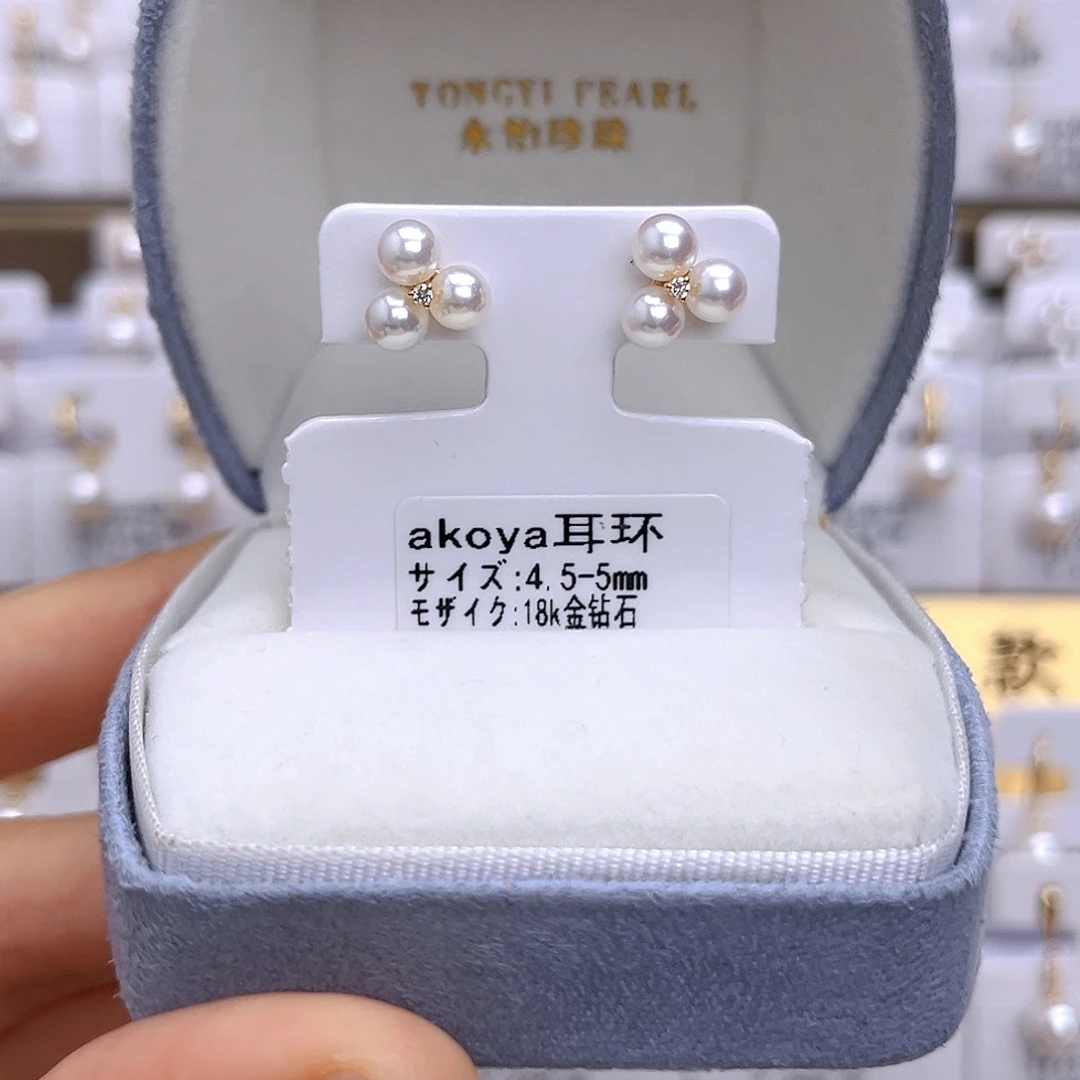 YONGYI PEARL
永怡珍珠
akoya耳环
サイズ:4.5-5mm
モザイク:18k金钻石
款